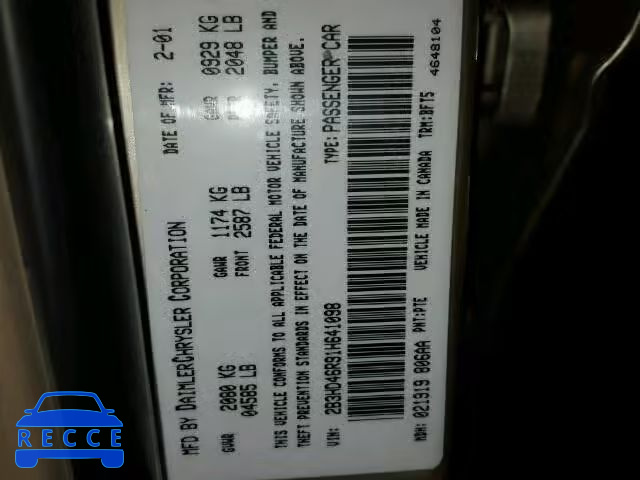 MFD BY DAIMLERCHRYSLER CORPORATION DATE OF MFR: 2-01
GVWR GAWR GAWR 0929 KG
2080 KG 1174 KG 2048 LB
04585 LB FRONT 2587 LB
THIS VEHICLE CONFORMS TO ALL APPLICABLE FEDERAL MOTOR VEHICLE SAFETY, BUMPER AND
THEFT PREVENTION STANDARDS IN EFFECT ON THE DATE OF MANUFACTURE SHOWN ABOVE.
VIN: 2B3HD46R91H641098 TYPE: PASSENGER CAR
MDH: 021319 806AA PNT:PTE VEHICLE MADE IN CANADA TRM:BFT5
4648104
RECCE